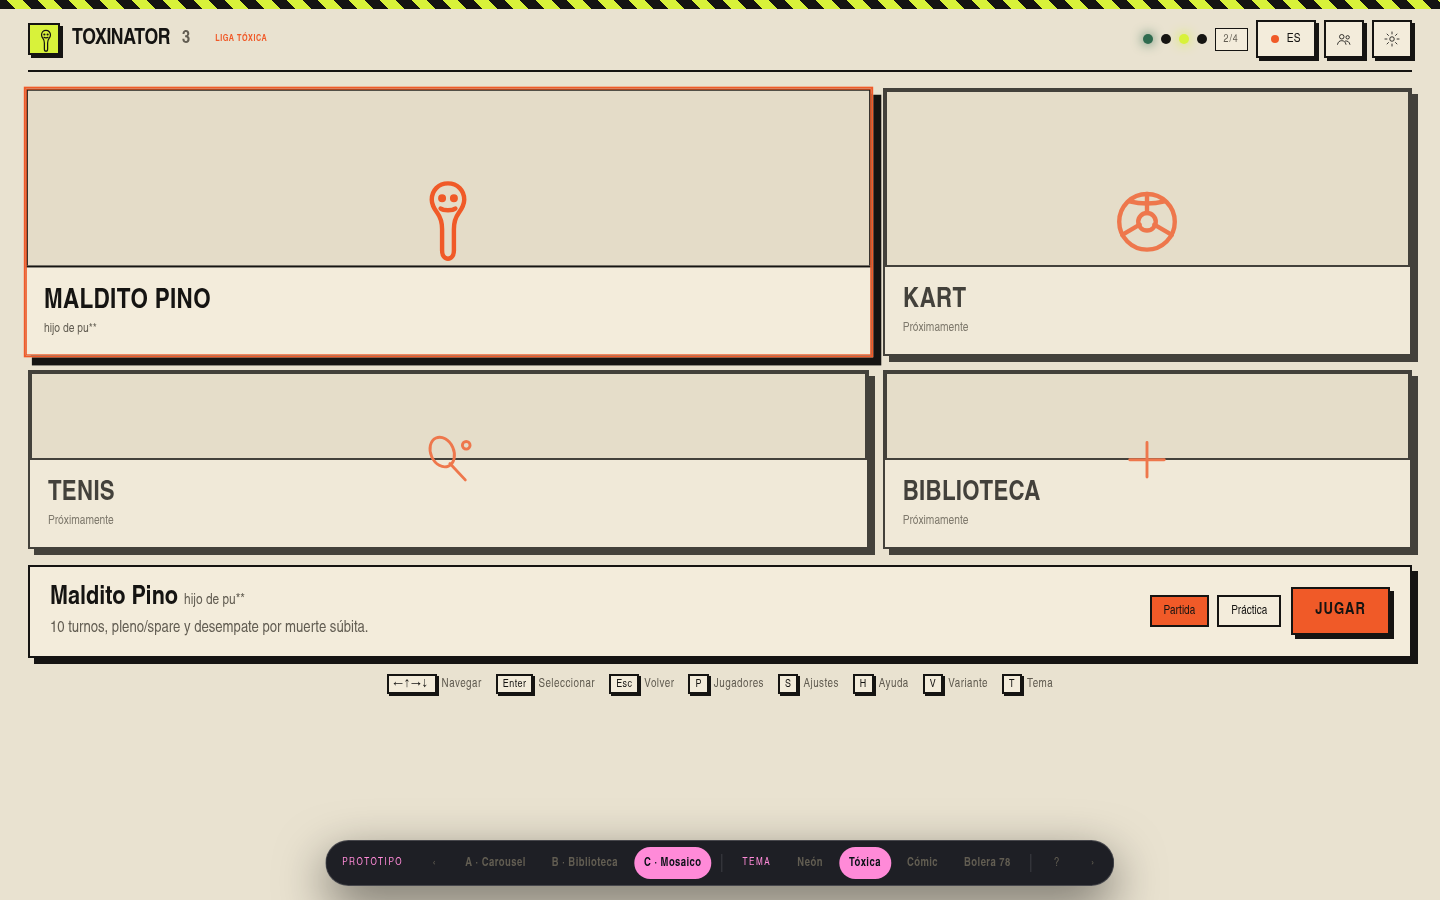 TOXINATOR 3 LIGA TÓXICA
2/4 ES
MALDITO PINO
hijo de pu**
KART
Próximamente
TENIS
Próximamente
BIBLIOTECA
Próximamente
Maldito Pino hijo de pu**
10 turnos, pleno/spare y desempate por muerte súbita.
Partida Práctica JUGAR
←↑→↓ Navegar Enter Seleccionar Esc Volver P Jugadores S Ajustes H Ayuda V Variante T Tema
PROTOTIPO ‹ A · Carousel B · Biblioteca C · Mosaico TEMA Neón Tóxica Cómic Bolera 78 ? ›